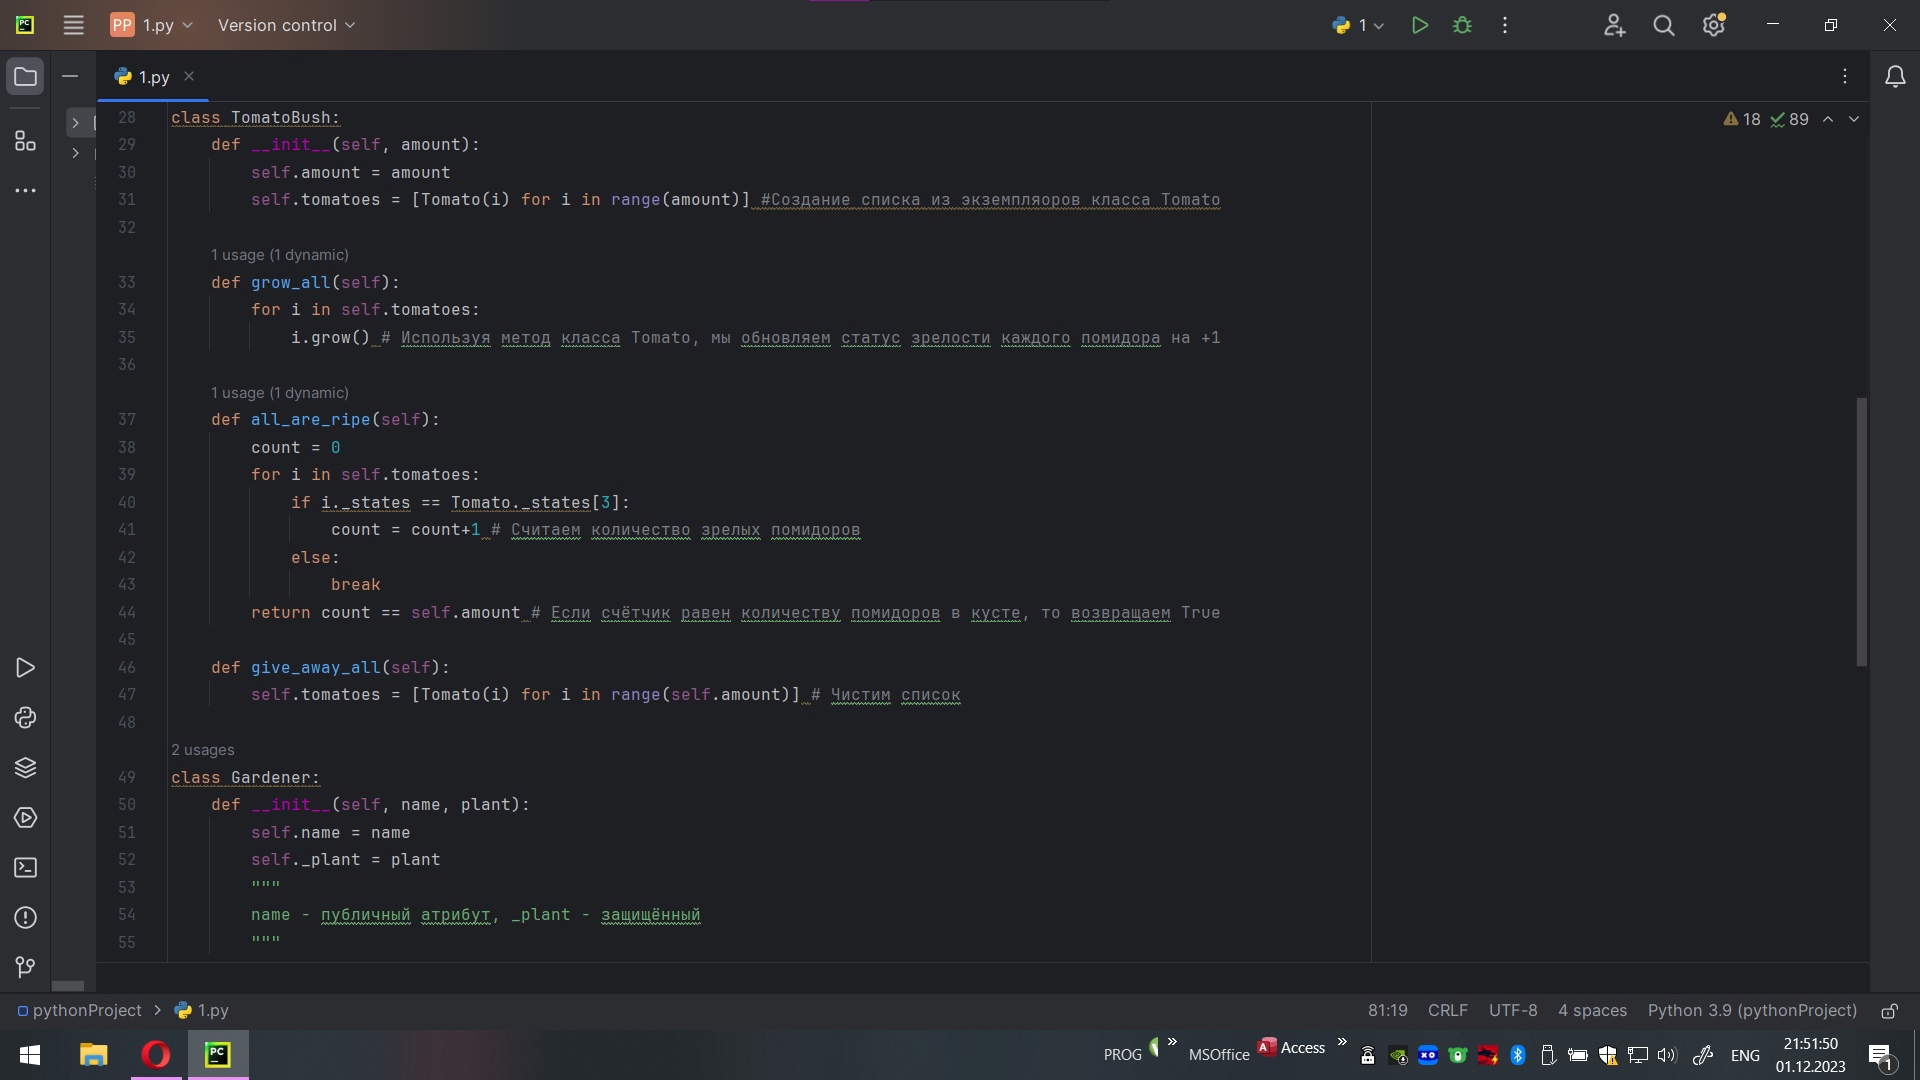 PC PP 1.py Version control 1
1.py
18 89
28 class TomatoBush:
29 def __init__(self, amount):
30 self.amount = amount
31 self.tomatoes = [Tomato(i) for i in range(amount)] #Создание списка из экземпляоров класса Tomato
32
1 usage (1 dynamic)
33 def grow_all(self):
34 for i in self.tomatoes:
35 i.grow() # Используя метод класса Tomato, мы обновляем статус зрелости каждого помидора на +1
36
1 usage (1 dynamic)
37 def all_are_ripe(self):
38 count = 0
39 for i in self.tomatoes:
40 if i._states == Tomato._states[3]:
41 count = count+1 # Считаем количество зрелых помидоров
42 else:
43 break
44 return count == self.amount # Если счётчик равен количеству помидоров в кусте, то возвращаем True
45
46 def give_away_all(self):
47 self.tomatoes = [Tomato(i) for i in range(self.amount)] # Чистим список
48
2 usages
49 class Gardener:
50 def __init__(self, name, plant):
51 self.name = name
52 self._plant = plant
53 """
54 name - публичный атрибут, _plant - защищённый
55 """
pythonProject > 1.py 81:19 CRLF UTF-8 4 spaces Python 3.9 (pythonProject)
PC PROG » MSOffice A Access » ENG 21:51:50
01.12.2023
1